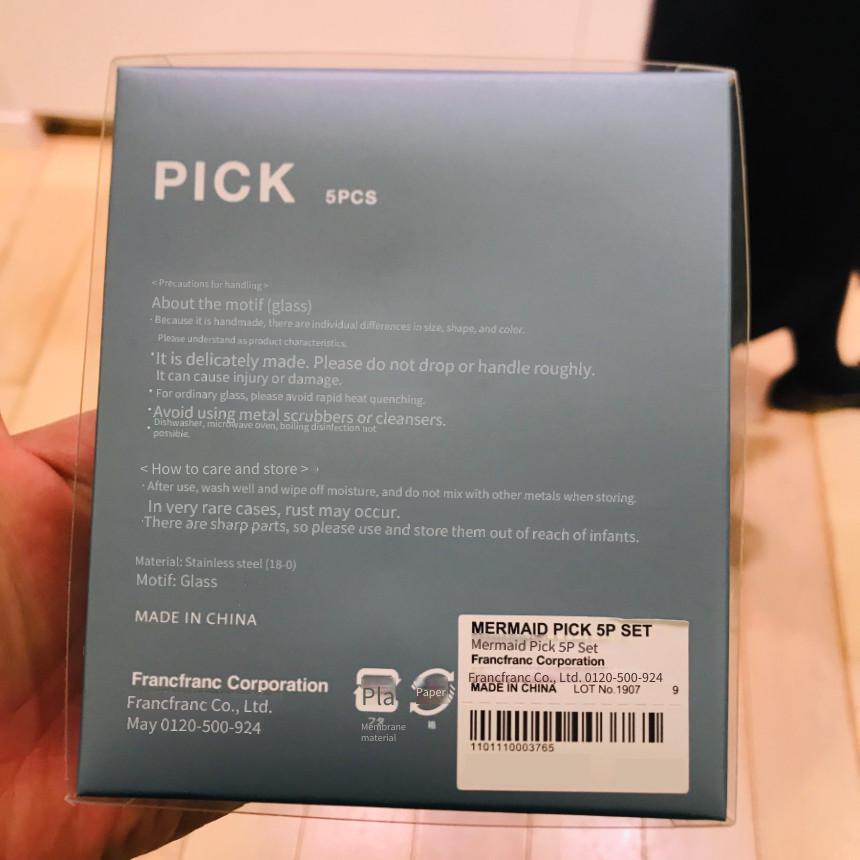 PICK 5PCS
< Precautions for handling >
About the motif (glass)
· Because it is handmade, there are individual differences in size, shape, and color.
Please understand as product characteristics.
·It is delicately made. Please do not drop or handle roughly.
It can cause injury or damage.
· For ordinary glass, please avoid rapid heat quenching.
·Avoid using metal scrubbers or cleansers.
· Dishwasher, microwave oven, boiling disinfection not
possible.
< How to care and store >
· After use, wash well and wipe off moisture, and do not mix with other metals when storing.
In very rare cases, rust may occur.
·There are sharp parts, so please use and store them out of reach of infants.
Material: Stainless steel (18-0)
Motif: Glass
MADE IN CHINA
Francfranc Corporation
Francfranc Co., Ltd.
May 0120-500-924
Pla
Membrane
material
Paper
箱
MERMAID PICK 5P SET
Mermaid Pick 5P Set
Francfranc Corporation
Francfranc Co., Ltd. 0120-500-924
MADE IN CHINA LOT No.1907 9
1101110003765